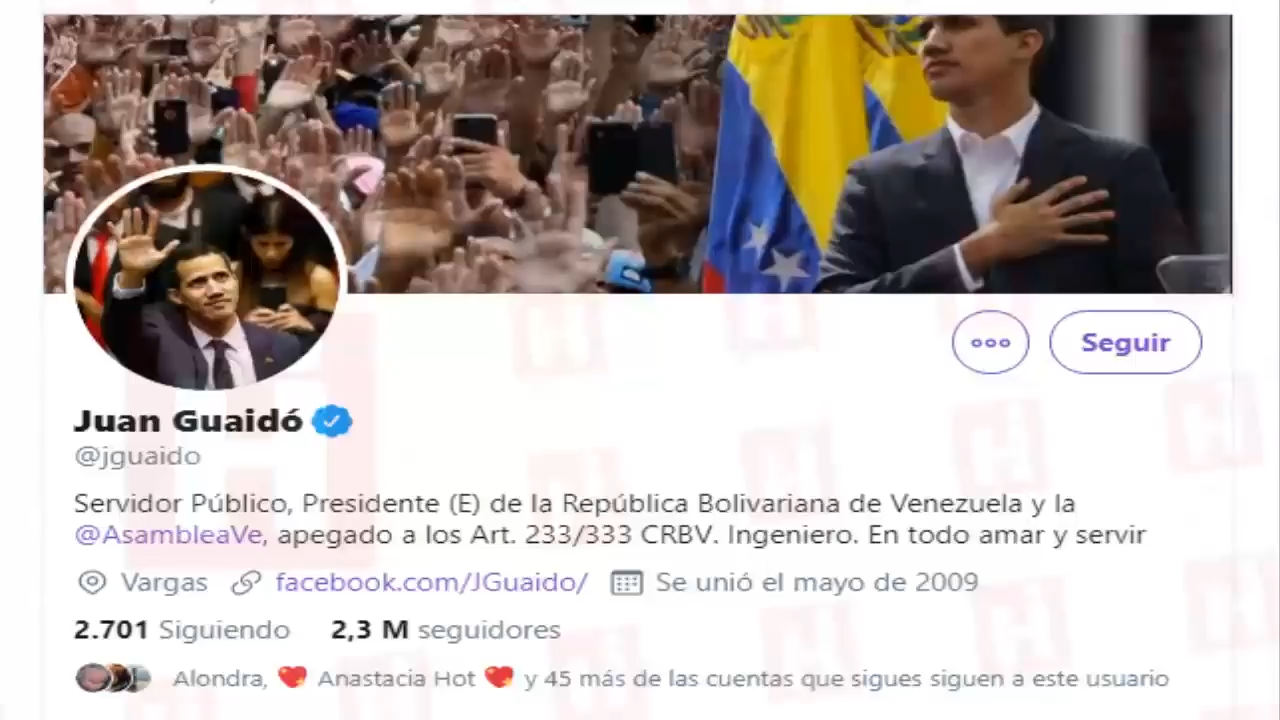 Seguir
Juan Guaidó
@jguaido
Servidor Público, Presidente (E) de la República Bolivariana de Venezuela y la
@AsambleaVe, apegado a los Art. 233/333 CRBV. Ingeniero. En todo amar y servir
Vargas facebook.com/JGuaido/ Se unió el mayo de 2009
2.701 Siguiendo 2,3 M seguidores
Alondra, 💖 Anastacia Hot 💖 y 45 más de las cuentas que sigues siguen a este usuario